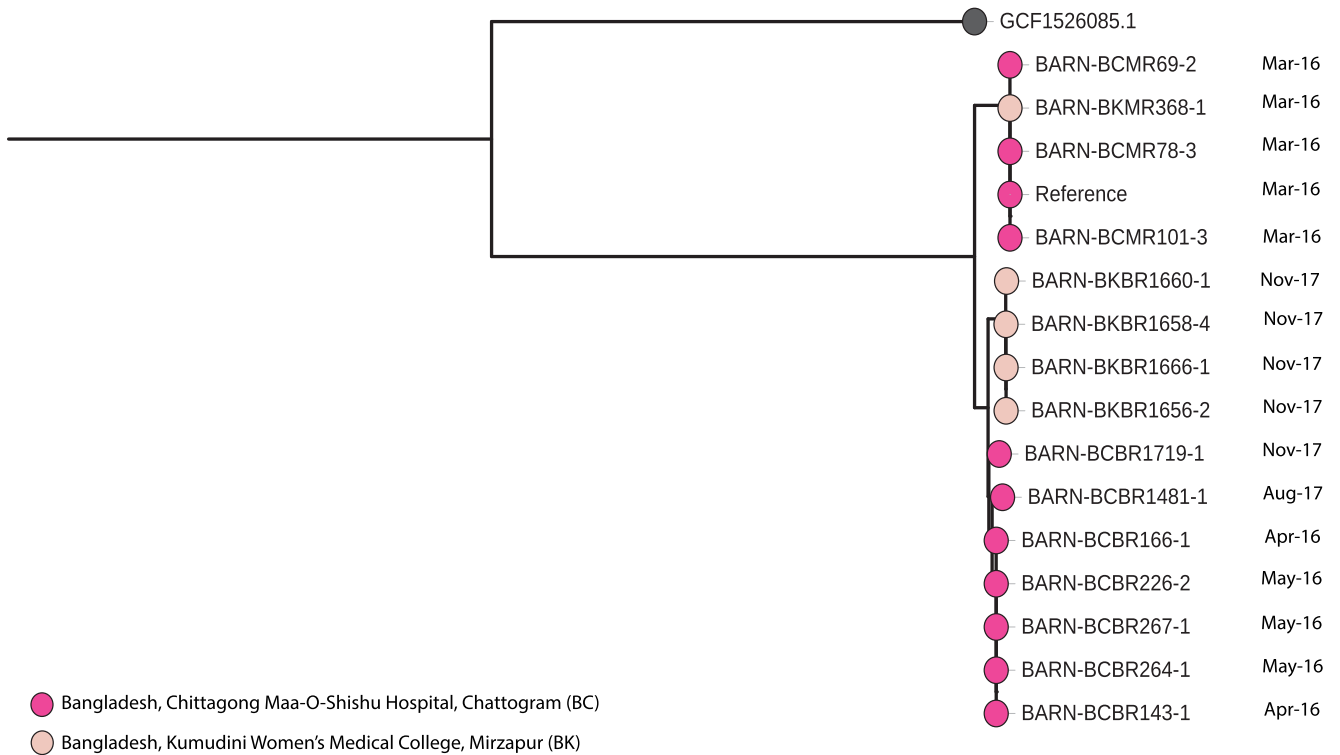 GCF1526085.1
BARN-BCMR69-2 Mar-16
BARN-BKMR368-1 Mar-16
BARN-BCMR78-3 Mar-16
Reference Mar-16
BARN-BCMR101-3 Mar-16
BARN-BKBR1660-1 Nov-17
BARN-BKBR1658-4 Nov-17
BARN-BKBR1666-1 Nov-17
BARN-BKBR1656-2 Nov-17
BARN-BCBR1719-1 Nov-17
BARN-BCBR1481-1 Aug-17
BARN-BCBR166-1 Apr-16
BARN-BCBR226-2 May-16
BARN-BCBR267-1 May-16
BARN-BCBR264-1 May-16
BARN-BCBR143-1 Apr-16
Bangladesh, Chittagong Maa-O-Shishu Hospital, Chattogram (BC)
Bangladesh, Kumudini Women’s Medical College, Mirzapur (BK)